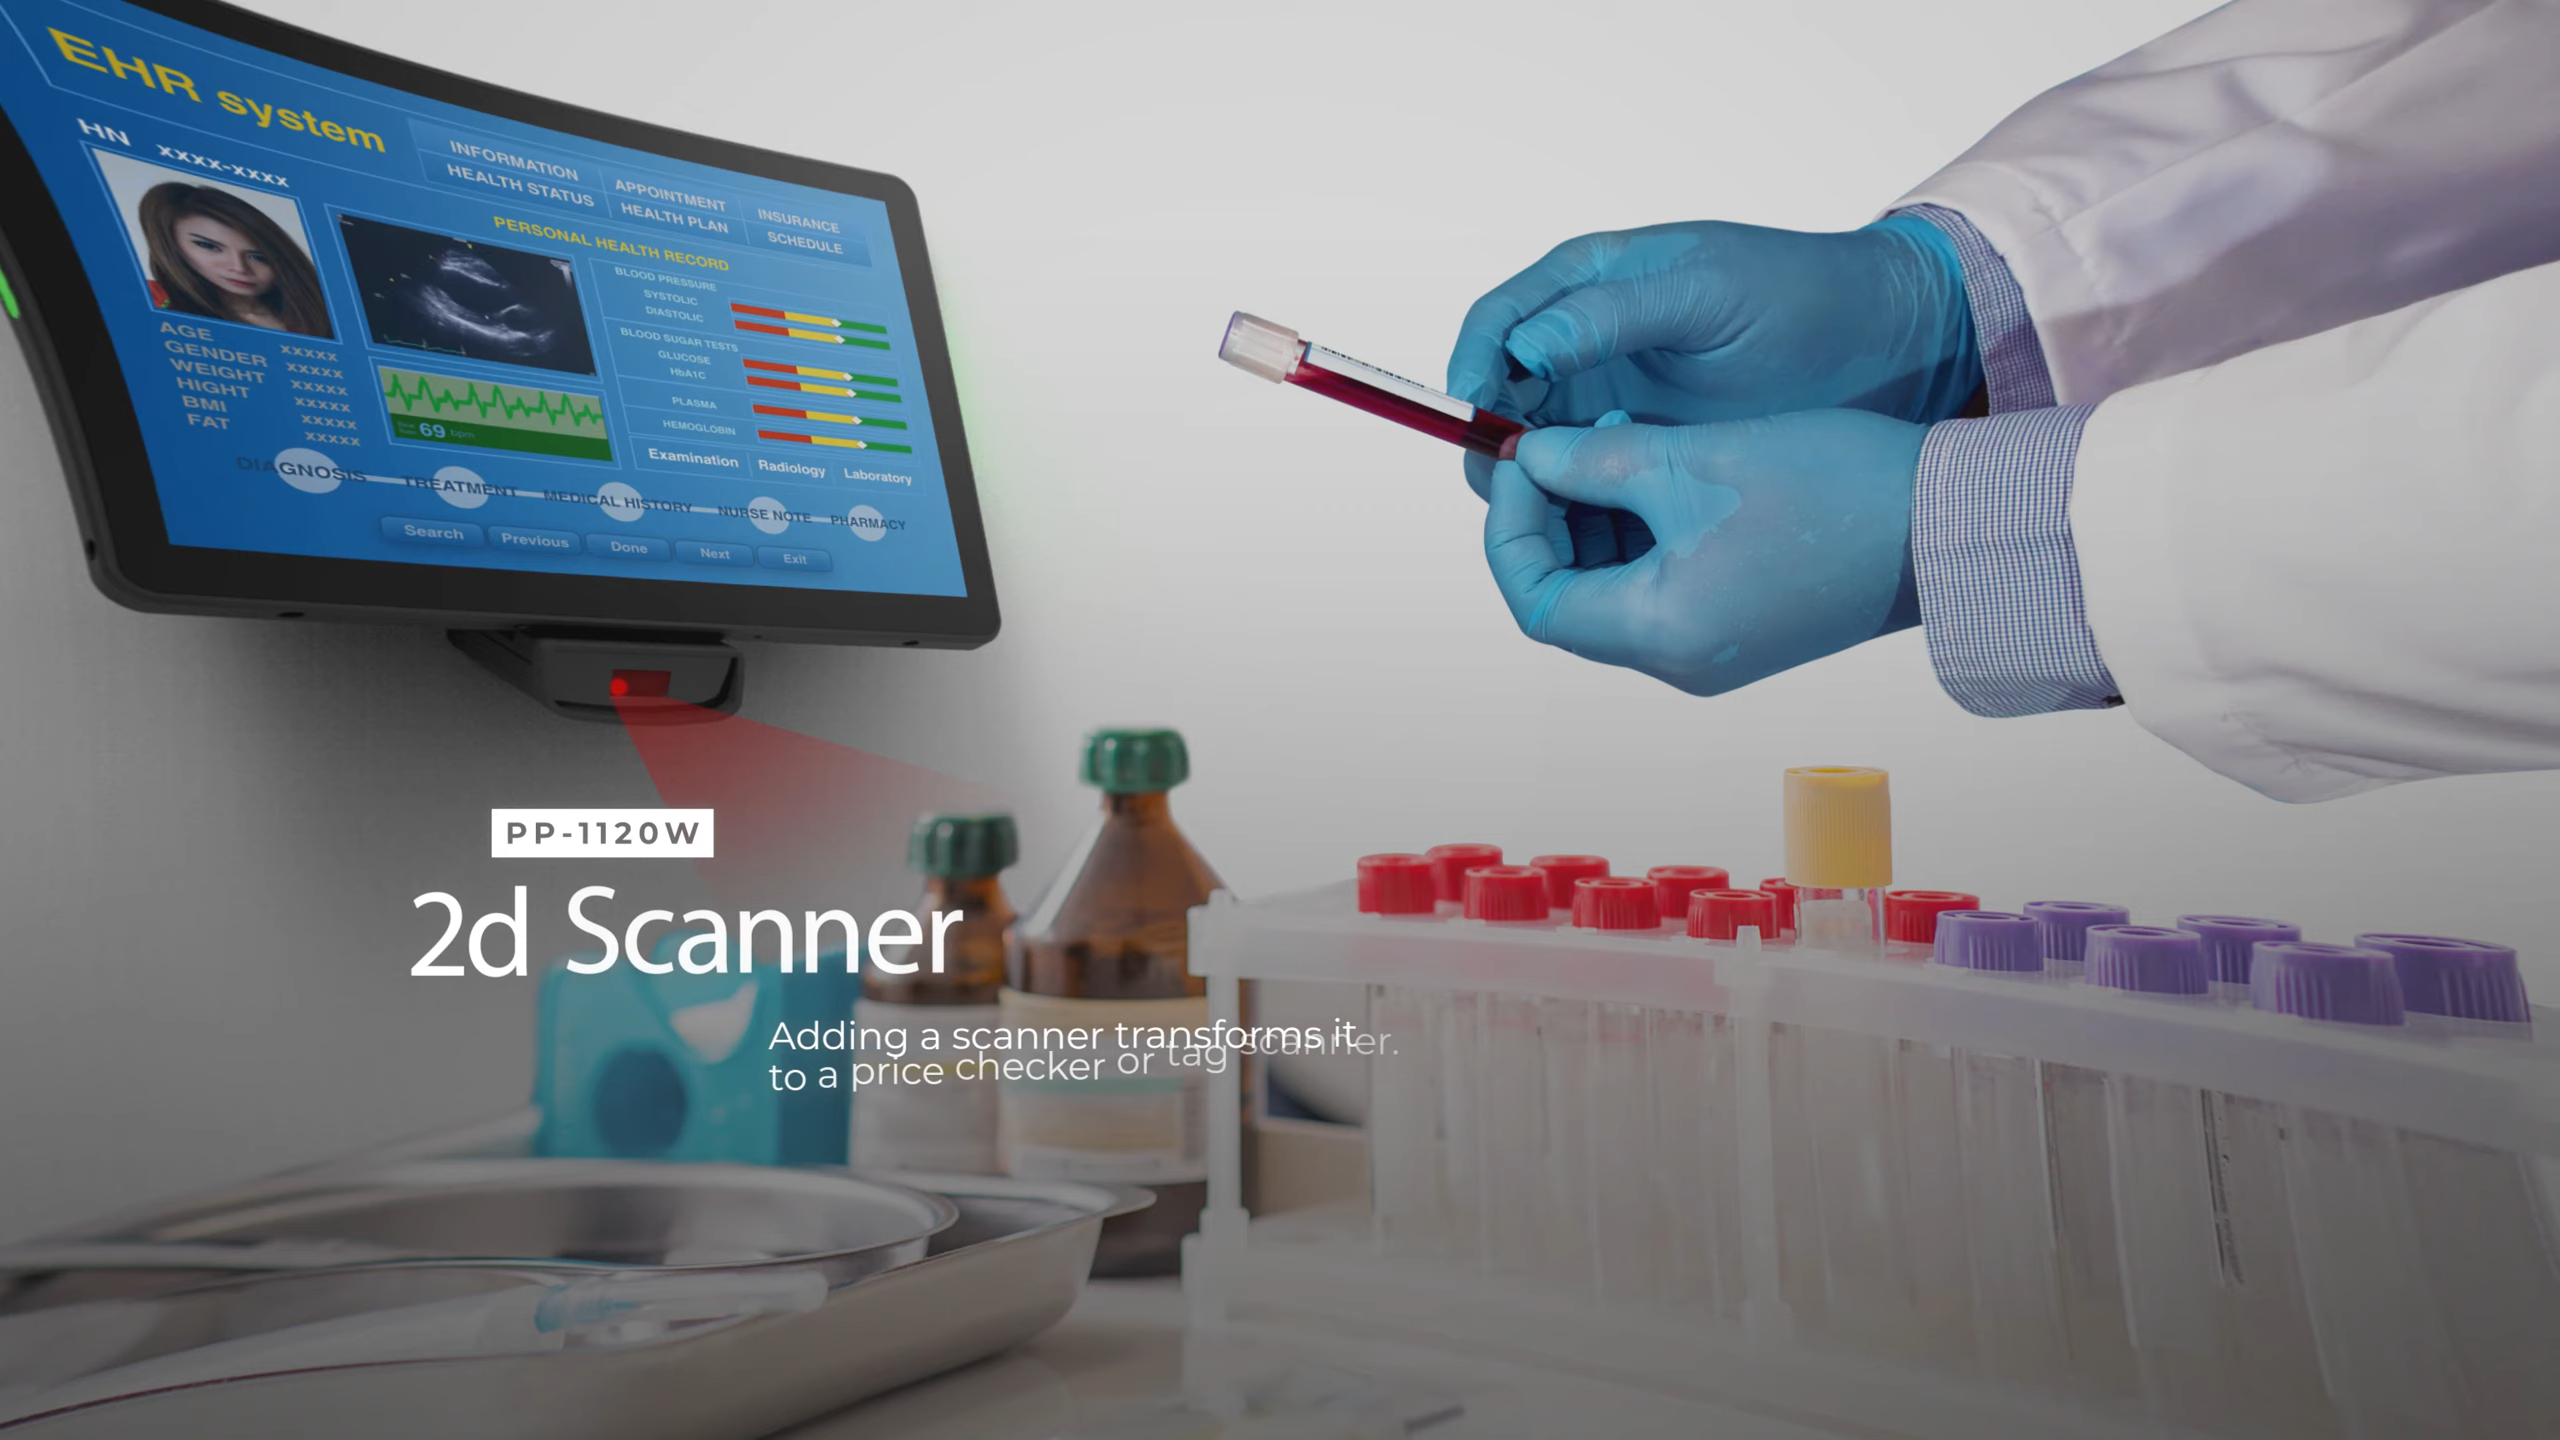 EHR system
HN xxxx-xxxx
INFORMATION
HEALTH STATUS
APPOINTMENT
HEALTH PLAN
INSURANCE
SCHEDULE
PERSONAL HEALTH RECORD
BLOOD PRESSURE
SYSTOLIC
DIASTOLIC
BLOOD SUGAR TESTS
GLUCOSE
HbA1C
PLASMA
HEMOGLOBIN
AGE xxxxx
GENDER xxxxx
WEIGHT xxxxx
HIGHT xxxxx
BMI xxxxx
FAT xxxxx
69 bpm
Examination Radiology Laboratory
DIAGNOSIS TREATMENT MEDICAL HISTORY NURSE NOTE PHARMACY
Search Previous Done Next Exit
PP-1120W
2d Scanner
Adding a scanner transforms it
to a price checker or tag scanner.